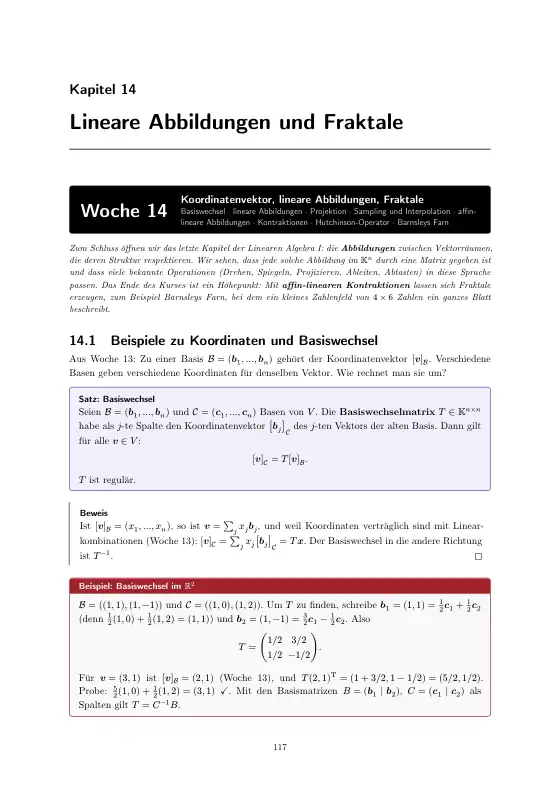 Kapitel 14
Lineare Abbildungen und Fraktale
Woche 14
Koordinatenvektor, lineare Abbildungen, Fraktale
Basiswechsel · lineare Abbildungen · Projektion · Sampling und Interpolation · affin-
lineare Abbildungen · Kontraktionen · Hutchinson-Operator · Barnsleys Farn
Zum Schluss öffnen wir das letzte Kapitel der Linearen Algebra I: die Abbildungen zwischen Vektorräumen,
die deren Struktur respektieren. Wir sehen, dass jede solche Abbildung im 𝕂ⁿ durch eine Matrix gegeben ist
und dass viele bekannte Operationen (Drehen, Spiegeln, Projizieren, Ableiten, Abtasten) in diese Sprache
passen. Das Ende des Kurses ist ein Höhepunkt: Mit affin-linearen Kontraktionen lassen sich Fraktale
erzeugen, zum Beispiel Barnsleys Farn, bei dem ein kleines Zahlenfeld von 4 × 6 Zahlen ein ganzes Blatt
beschreibt.
14.1 Beispiele zu Koordinaten und Basiswechsel
Aus Woche 13: Zu einer Basis ℬ = (b₁, ..., bₙ) gehört der Koordinatenvektor [v]_ℬ. Verschiedene
Basen geben verschiedene Koordinaten für denselben Vektor. Wie rechnet man sie um?
Satz: Basiswechsel
Seien ℬ = (b₁, ..., bₙ) und 𝒞 = (c₁, ..., cₙ) Basen von V. Die Basiswechselmatrix T ∈ 𝕂ⁿˣⁿ
habe als j-te Spalte den Koordinatenvektor [b_j]_𝒞 des j-ten Vektors der alten Basis. Dann gilt
für alle v ∈ V:
[v]_𝒞 = T[v]_ℬ.
T ist regulär.
Beweis
Ist [v]_ℬ = (x₁, ..., xₙ), so ist v = ∑_j x_j b_j, und weil Koordinaten verträglich sind mit Linear-
kombinationen (Woche 13): [v]_𝒞 = ∑_j x_j [b_j]_𝒞 = Tx. Der Basiswechsel in die andere Richtung
ist T⁻¹. □
Beispiel: Basiswechsel im ℝ²
ℬ = ((1, 1), (1, −1)) und 𝒞 = ((1, 0), (1, 2)). Um T zu finden, schreibe b₁ = (1, 1) = ½c₁ + ½c₂
(denn ½(1, 0) + ½(1, 2) = (1, 1)) und b₂ = (1, −1) = 3/2 c₁ − ½c₂. Also
T = (1/2 3/2
1/2 −1/2).
Für v = (3, 1) ist [v]_ℬ = (2, 1) (Woche 13), und T(2, 1)ᵀ = (1 + 3/2, 1 − 1/2) = (5/2, 1/2).
Probe: 5/2(1, 0) + ½(1, 2) = (3, 1) ✓. Mit den Basismatrizen B = (b₁ | b₂), C = (c₁ | c₂) als
Spalten gilt T = C⁻¹B.
117